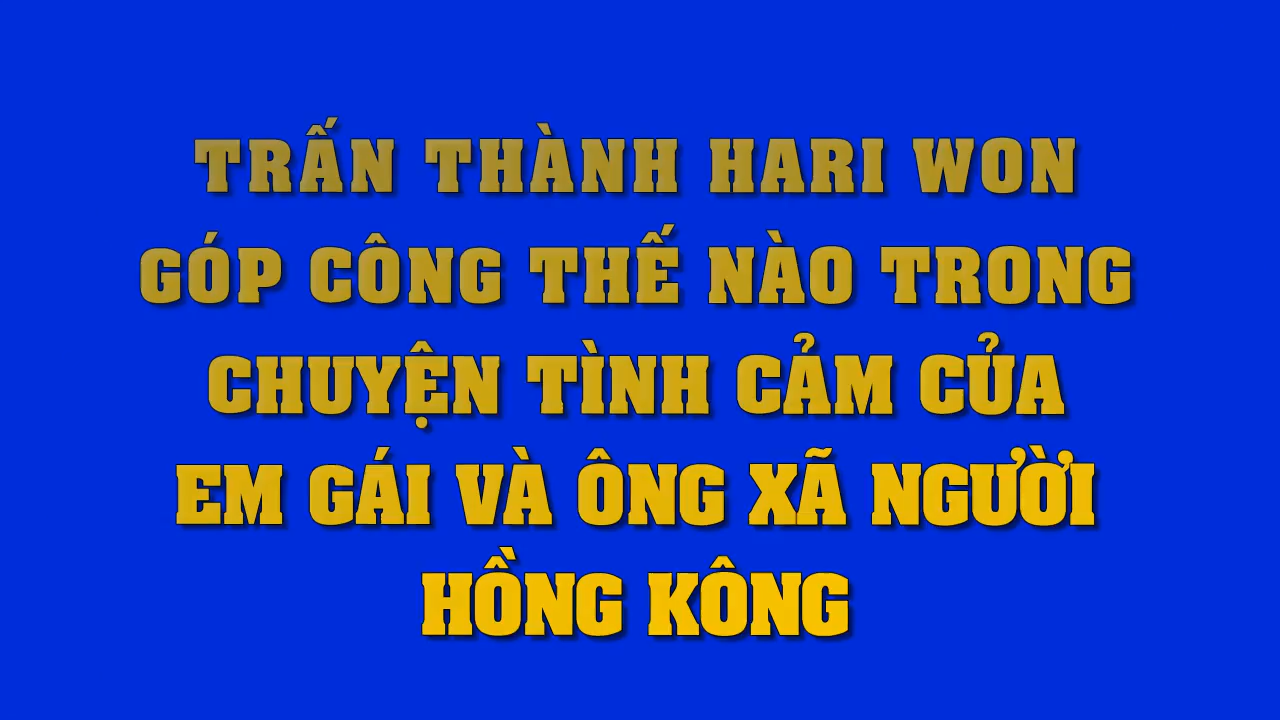 TRẤN THÀNH HARI WON
GÓP CÔNG THẾ NÀO TRONG
CHUYỆN TÌNH CẢM CỦA
EM GÁI VÀ ÔNG XÃ NGƯỜI
HỒNG KÔNG